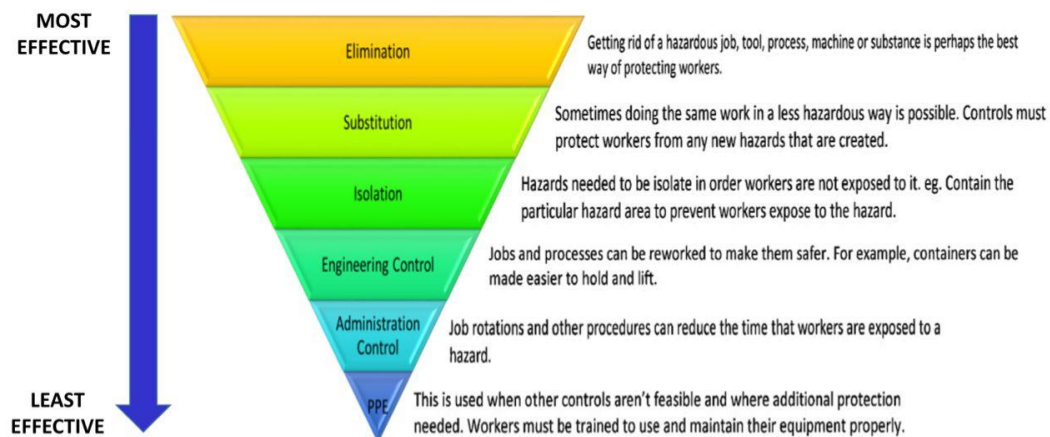 MOST
EFFECTIVE
Elimination
Getting rid of a hazardous job, tool, process, machine or substance is perhaps the best
way of protecting workers.
Substitution
Sometimes doing the same work in a less hazardous way is possible. Controls must
protect workers from any new hazards that are created.
Isolation
Hazards needed to be isolate in order workers are not exposed to it. eg. Contain the
particular hazard area to prevent workers expose to the hazard.
Engineering Control
Jobs and processes can be reworked to make them safer. For example, containers can be
made easier to hold and lift.
Administration
Control
Job rotations and other procedures can reduce the time that workers are exposed to a
hazard.
LEAST
EFFECTIVE
PPE
This is used when other controls aren't feasible and where additional protection
needed. Workers must be trained to use and maintain their equipment properly.